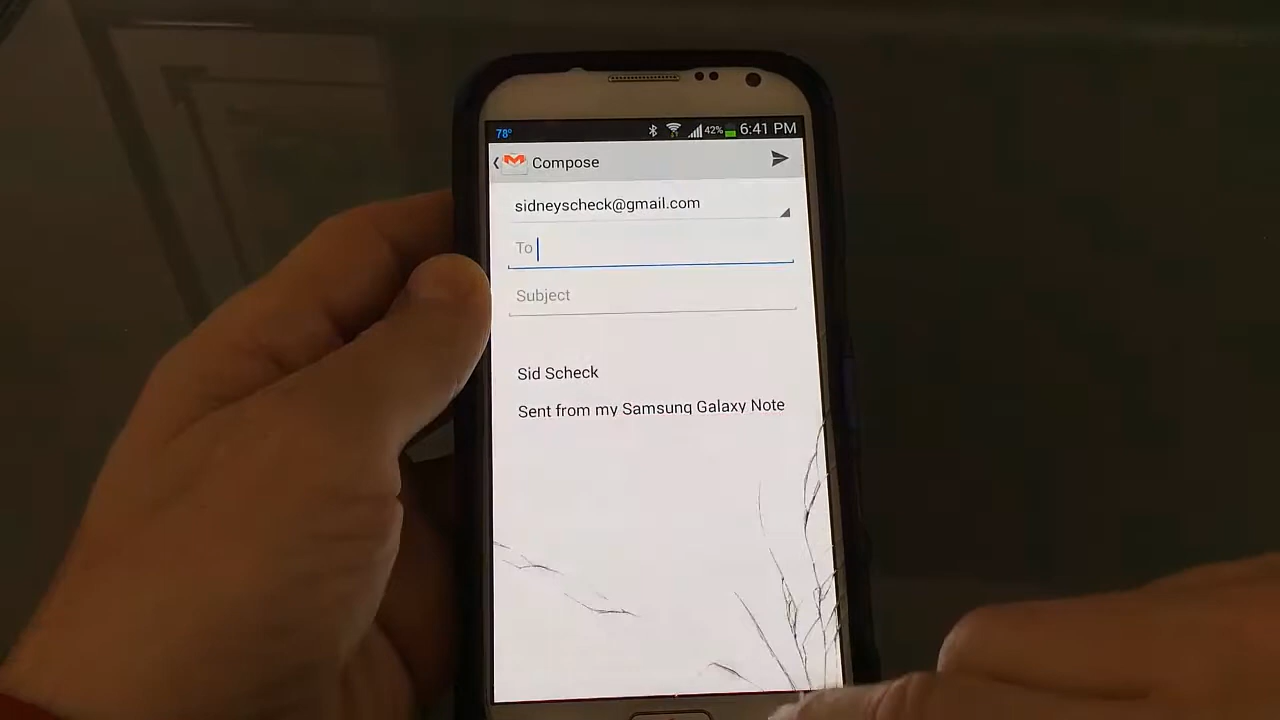 78°
42% 6:41 PM
Compose
sidneyscheck@gmail.com
To
Subject
Sid Scheck
Sent from my Samsung Galaxy Note